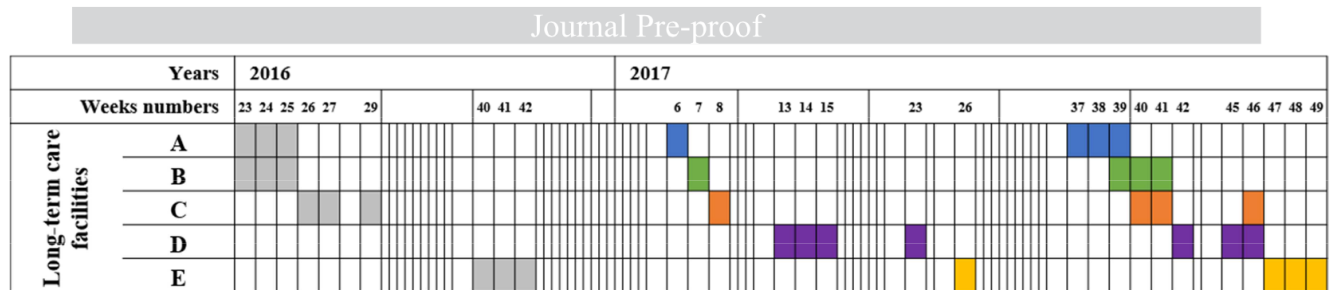 Journal Pre-proof
Years 2016 2017
Weeks numbers 23 24 25 26 27 29 40 41 42 6 7 8 13 14 15 23 26 37 38 39 40 41 42 45 46 47 48 49
Long-term care
facilities
A
B
C
D
E